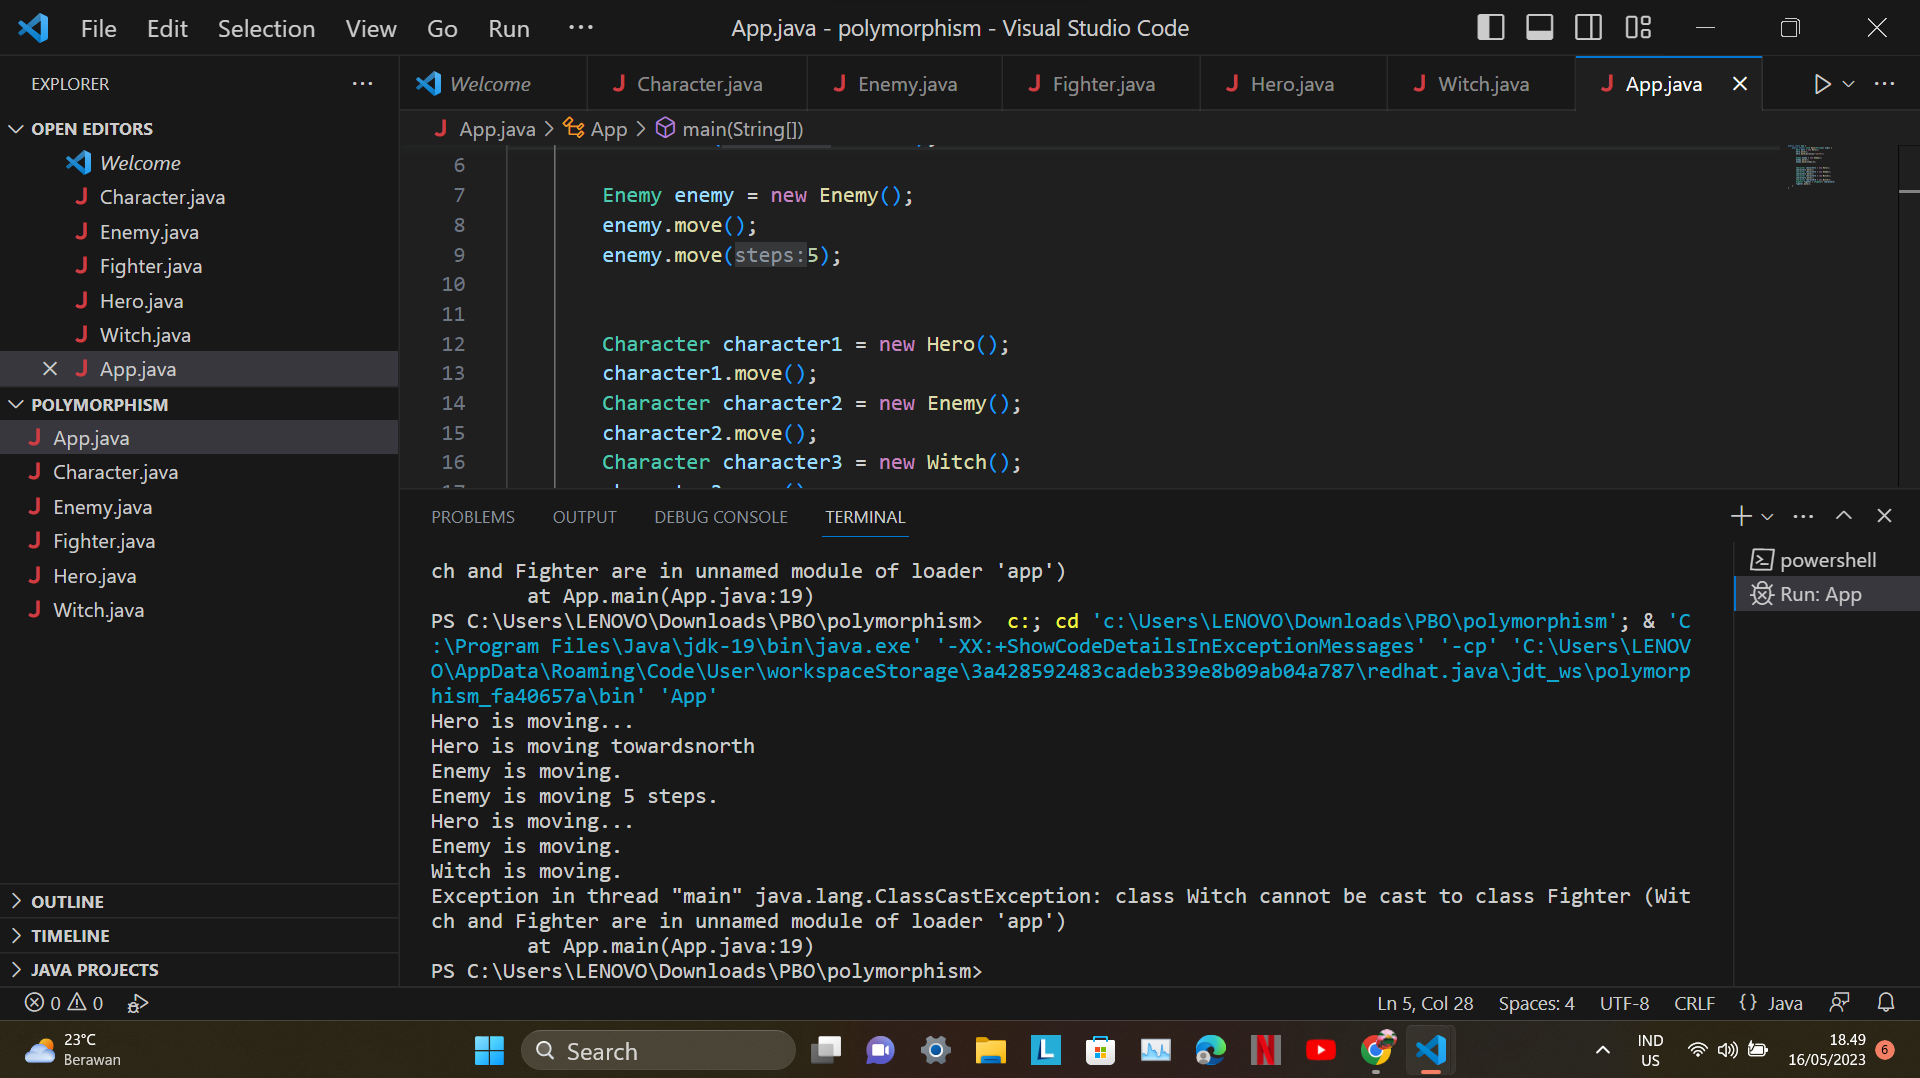 File Edit Selection View Go Run ··· App.java - polymorphism - Visual Studio Code
EXPLORER ···
OPEN EDITORS
Welcome
J Character.java
J Enemy.java
J Fighter.java
J Hero.java
J Witch.java
J App.java
POLYMORPHISM
J App.java
J Character.java
J Enemy.java
J Fighter.java
J Hero.java
J Witch.java
OUTLINE
TIMELINE
JAVA PROJECTS
Welcome J Character.java J Enemy.java J Fighter.java J Hero.java J Witch.java J App.java
J App.java > App > main(String[])
6
7 Enemy enemy = new Enemy();
8 enemy.move();
9 enemy.move(steps:5);
10
11
12 Character character1 = new Hero();
13 character1.move();
14 Character character2 = new Enemy();
15 character2.move();
16 Character character3 = new Witch();
PROBLEMS OUTPUT DEBUG CONSOLE TERMINAL
powershell
Run: App
ch and Fighter are in unnamed module of loader 'app')
at App.main(App.java:19)
PS C:\Users\LENOVO\Downloads\PBO\polymorphism> c:; cd 'c:\Users\LENOVO\Downloads\PBO\polymorphism'; & 'C
:\Program Files\Java\jdk-19\bin\java.exe' '-XX:+ShowCodeDetailsInExceptionMessages' '-cp' 'C:\Users\LENOV
O\AppData\Roaming\Code\User\workspaceStorage\3a428592483cadeb339e8b09ab04a787\redhat.java\jdt_ws\polymorp
hism_fa40657a\bin' 'App'
Hero is moving...
Hero is moving towardsnorth
Enemy is moving.
Enemy is moving 5 steps.
Hero is moving...
Enemy is moving.
Witch is moving.
Exception in thread "main" java.lang.ClassCastException: class Witch cannot be cast to class Fighter (Wit
ch and Fighter are in unnamed module of loader 'app')
at App.main(App.java:19)
PS C:\Users\LENOVO\Downloads\PBO\polymorphism>
0 0 Ln 5, Col 28 Spaces: 4 UTF-8 CRLF {} Java
23°C
Berawan
Search
IND
US
18.49
16/05/2023
6